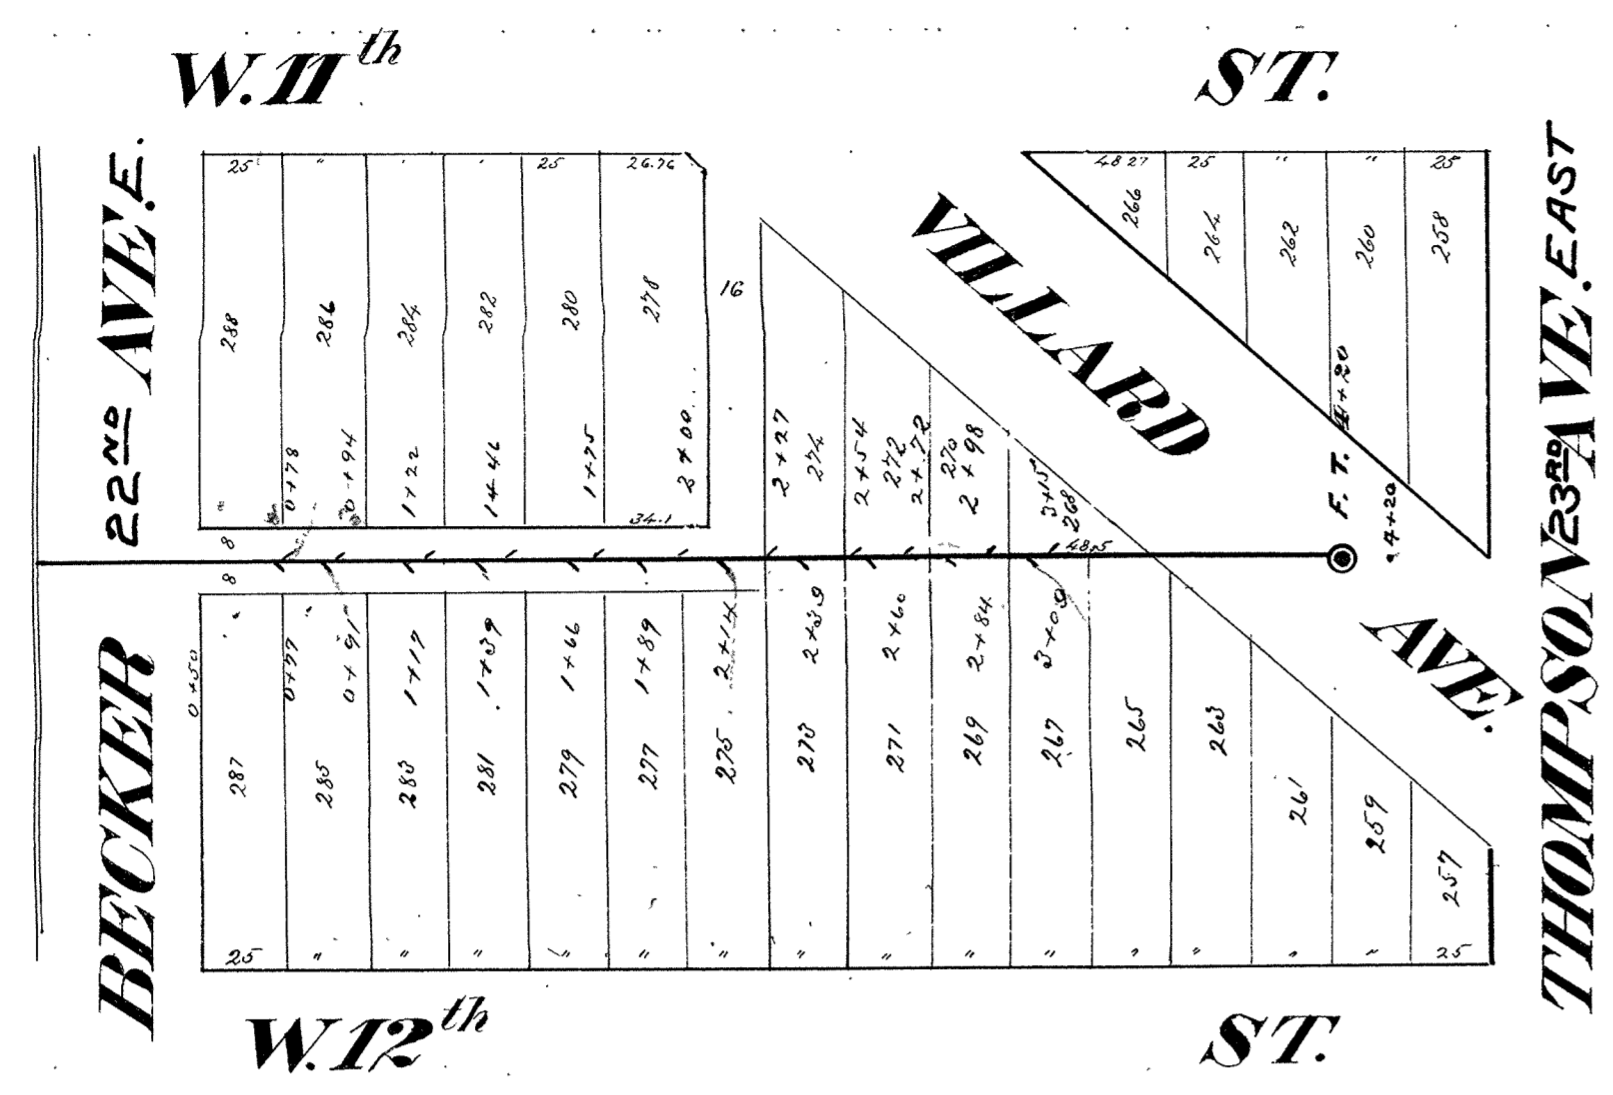 W. 11th ST.
BECKER AVE.
22ND E.
THOMPSON AVE.
23RD EAST
VILLARD AVE.
25 " " " 25 26.76
48 27 25 " " 25
288 286 284 282 280 278
16
266 264 262 260 258
0+78 0+94 1+22 1+46 1+75 2+00
34.1
2+27 274
2+54 272
2+72
270 2+98
3+15 268
48.5
F. T. 4+20
4+20
8
8
0+50
0+77 0+91 1+17 1+39 1+66 1+89 2+14 2+39 2+60 2+84 3+09
287 285 283 281 279 277 275 273 271 269 267 265 263 261 259 257
25 " " " " " " " " " " " " " " 25
W. 12th ST.